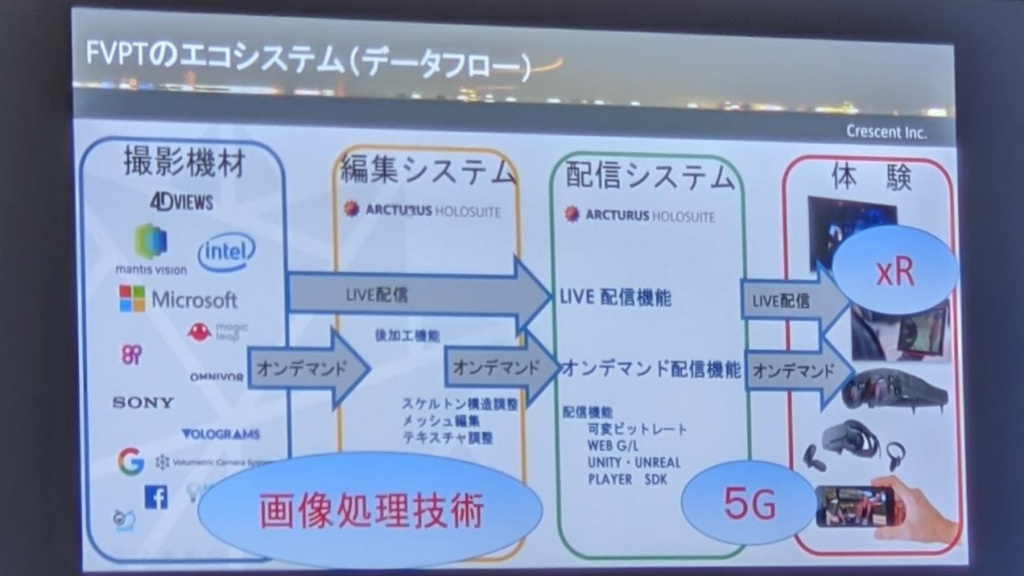 FVPTのエコシステム(データフロー)
Crescent Inc.
撮影機材
4DVIEWS
mantis vision
intel
Microsoft
magic leap
OMNIVOR
SONY
VOLOGRAMS
Volumetric Camera
編集システム
ARCTURUS HOLOSUITE
LIVE配信
後加工機能
オンデマンド
オンデマンド
スケルトン構造調整
メッシュ編集
テキスチャ調整
画像処理技術
配信システム
ARCTURUS HOLOSUITE
LIVE 配信機能
オンデマンド配信機能
配信機能
可変ビットレート
WEB G/L
UNITY・UNREAL
PLAYER SDK
5G
LIVE配信
オンデマンド
体 験
xR